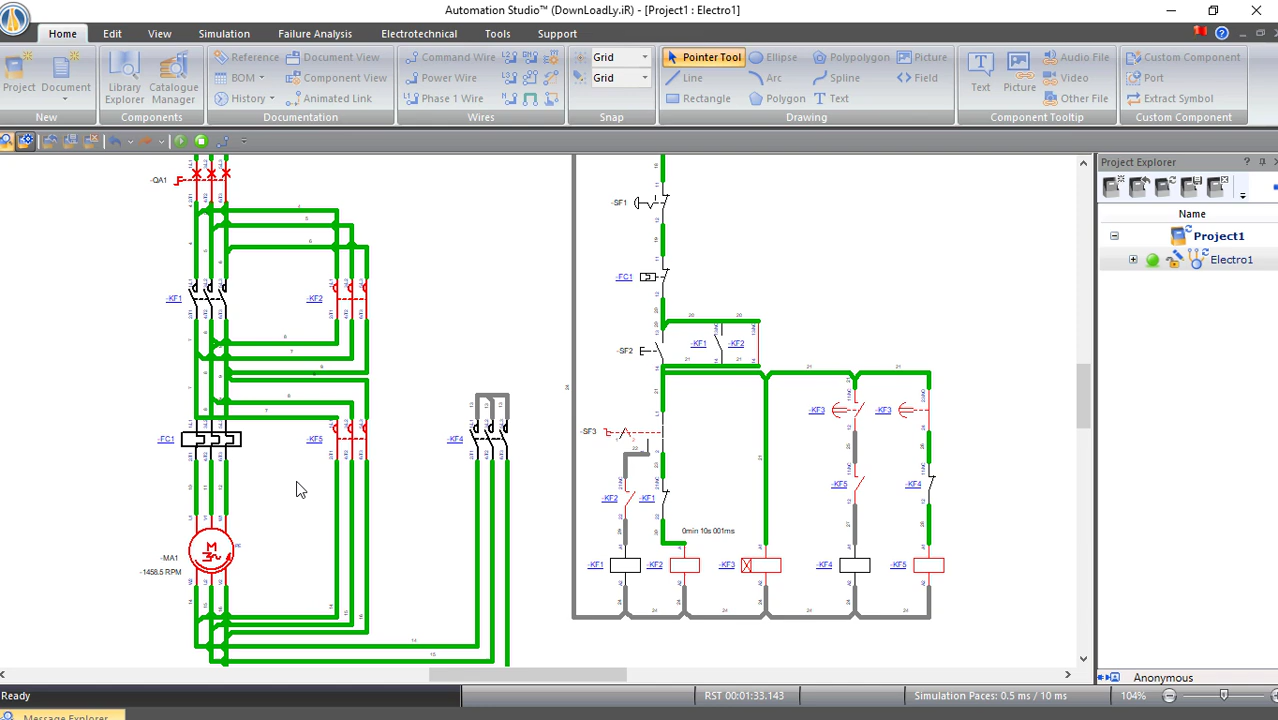 Automation Studio™ (DownLoadLy.iR) - [Project1 : Electro1]
Home Edit View Simulation Failure Analysis Electrotechnical Tools Support
Project Document Library Explorer Catalogue Manager
Reference Document View
BOM Component View
History Animated Link
Command Wire
Power Wire
Phase 1 Wire
Grid
Grid
Pointer Tool Ellipse Polypolygon Picture
Line Arc Spline Field
Rectangle Polygon Text
Text Picture
Audio File
Video
Other File
Custom Component
Port
Extract Symbol
New Components Documentation Wires Snap Drawing Component Tooltip Custom Component
Project Explorer
Name
Project1
Electro1
-QA1
-KF1
-KF2
-FC1
-KF5
-KF4
-MA1
-1458.5 RPM
M
-SF1
-FC1
-SF2
-KF1
-KF2
-SF3
-KF3
-KF3
-KF2
-KF1
-KF5
-KF4
0min 10s 001ms
-KF1
-KF2
-KF3
-KF4
-KF5
Anonymous
Ready
RST 00:01:33.143
Simulation Paces: 0.5 ms / 10 ms
104%
Message Explorer